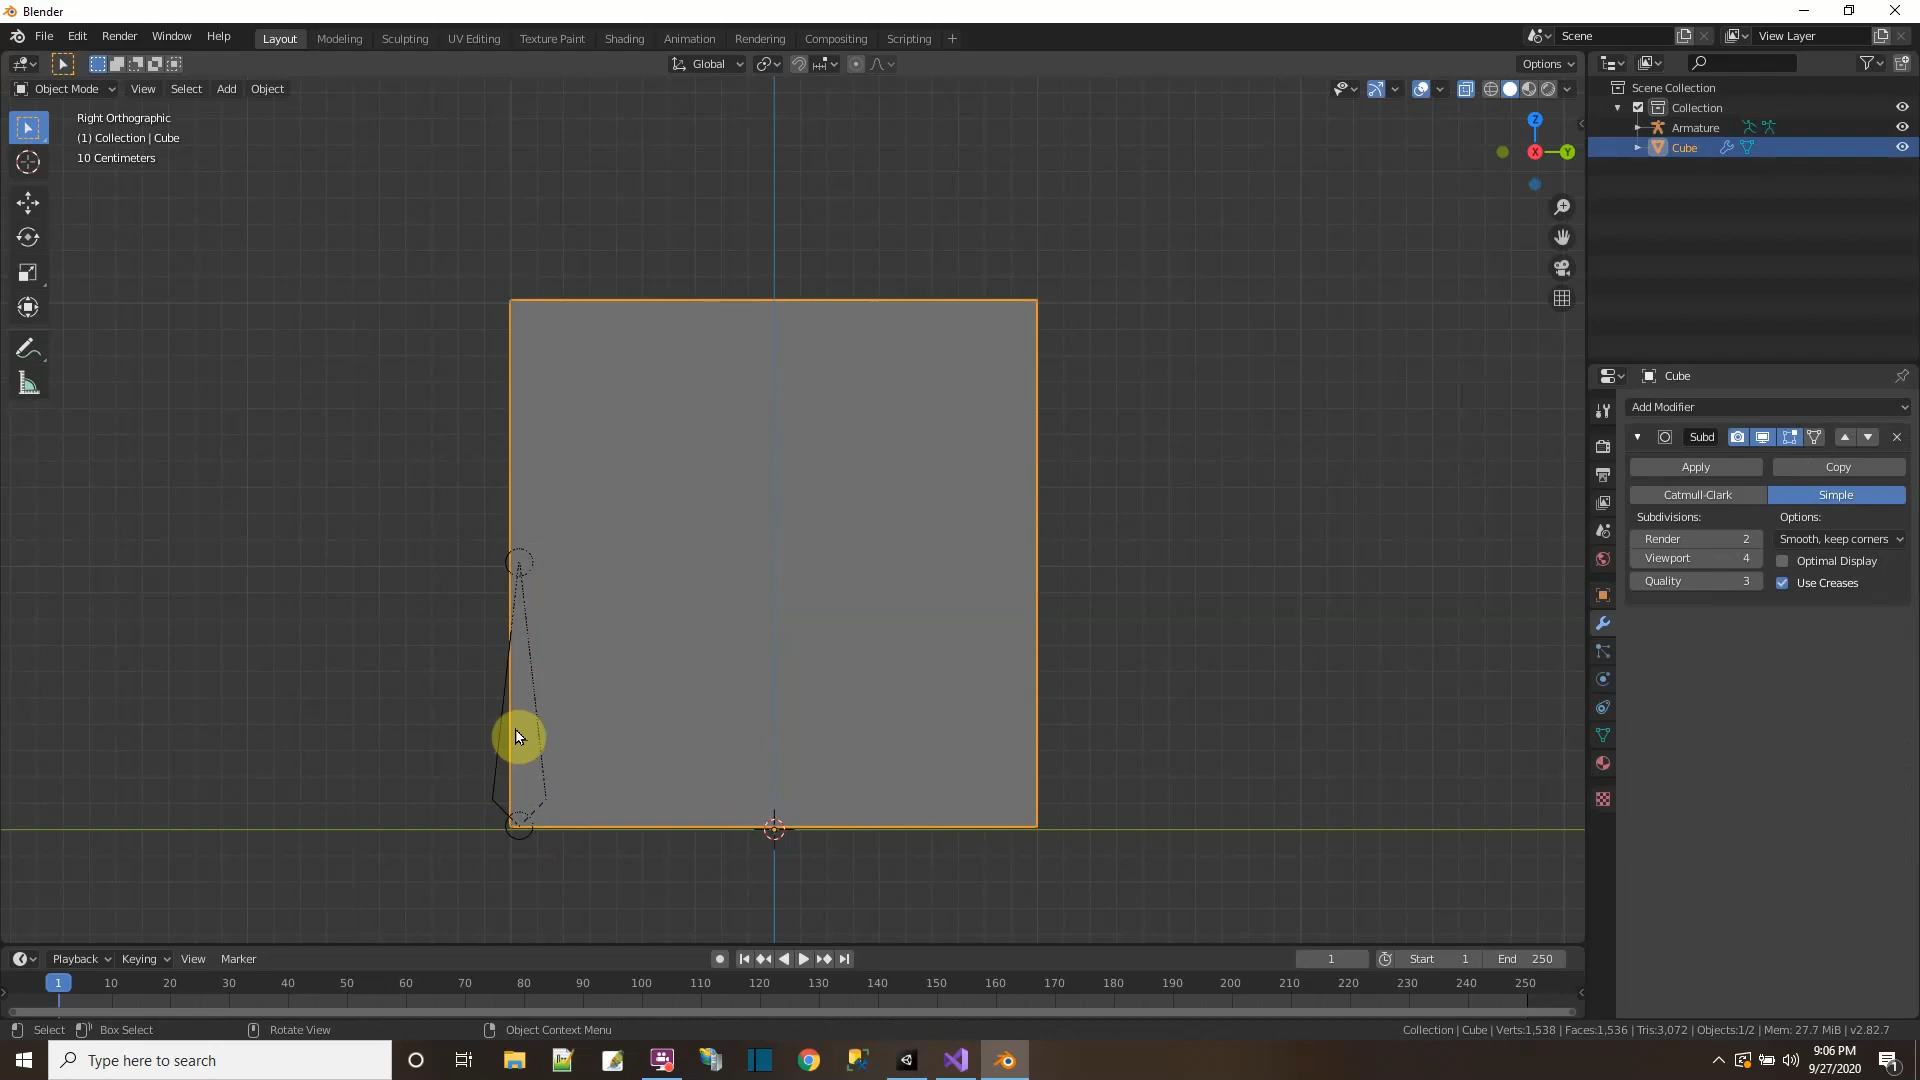 Blender
File Edit Render Window Help
Layout Modeling Sculpting UV Editing Texture Paint Shading Animation Rendering Compositing Scripting +
Scene
View Layer
Global
Options
Object Mode View Select Add Object
Right Orthographic
(1) Collection | Cube
10 Centimeters
Z
X
Y
Scene Collection
Collection
Armature
Cube
Cube
Add Modifier
Subd
Apply Copy
Catmull-Clark Simple
Subdivisions: Options:
Render 2 Smooth, keep corners
Viewport 4 Optimal Display
Quality 3 Use Creases
Playback Keying View Marker
1 Start 1 End 250
1 10 20 30 40 50 60 70 80 90 100 110 120 130 140 150 160 170 180 190 200 210 220 230 240 250
Select Box Select Rotate View Object Context Menu
Collection | Cube | Verts:1,538 | Faces:1,536 | Tris:3,072 | Objects:1/2 | Mem: 27.7 MiB | v2.82.7
Type here to search
9:06 PM
9/27/2020
1